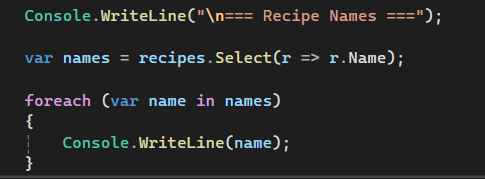 Console.WriteLine("\n=== Recipe Names ===");
var names = recipes.Select(r => r.Name);
foreach (var name in names)
{
Console.WriteLine(name);
}